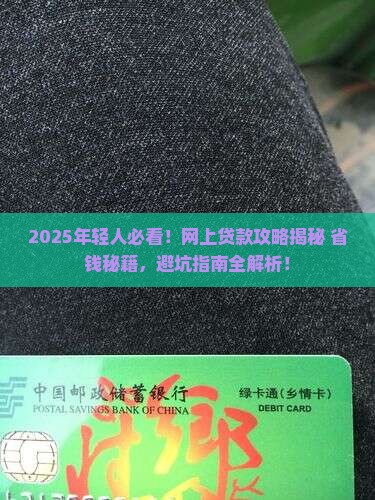 2025年轻人必看！网上贷款攻略揭秘 省
钱秘籍，避坑指南全解析！
中国邮政储蓄银行
POSTAL SAVINGS BANK OF CHINA
绿卡通(乡情卡)
DEBIT CARD
鄉